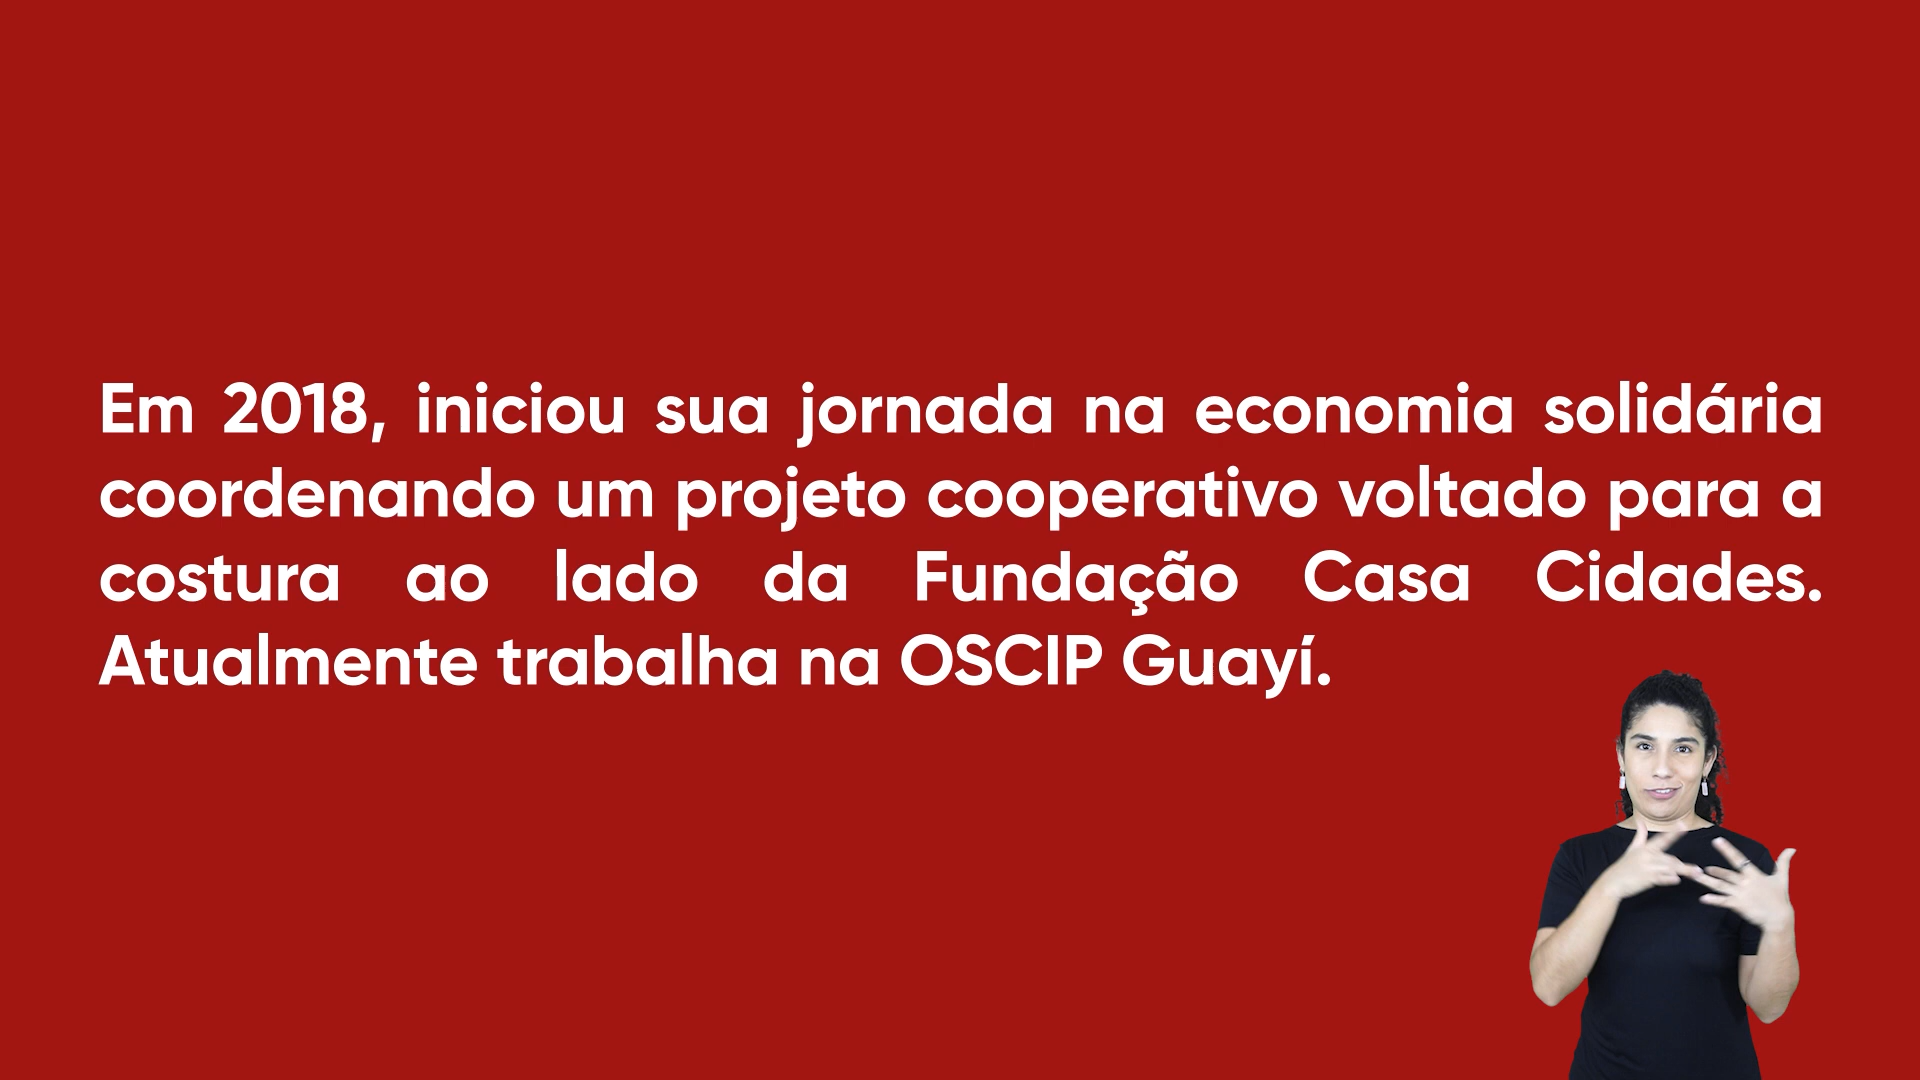 Em 2018, iniciou sua jornada na economia solidária
coordenando um projeto cooperativo voltado para a
costura ao lado da Fundação Casa Cidades.
Atualmente trabalha na OSCIP Guayí.